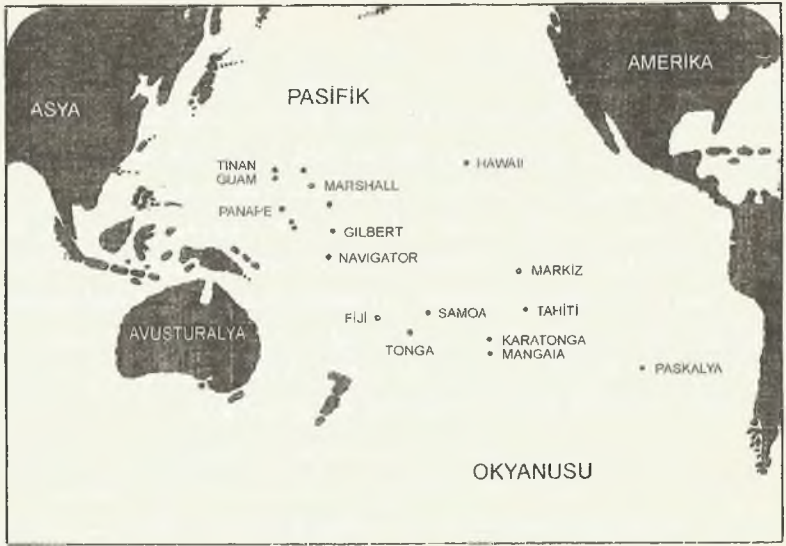 AMERİKA
PASİFİK
ASYA
TINAN
HAWAII
GUAM
MARSHALL
PANAPE
GILBERT
NAVIGATOR
MARKİZ
FİJİ
SAMOA
TAHİTİ
AVUSTURALYA
KARATONGA
TONGA
MANGAIA
PASKALYA
OKYANUSU